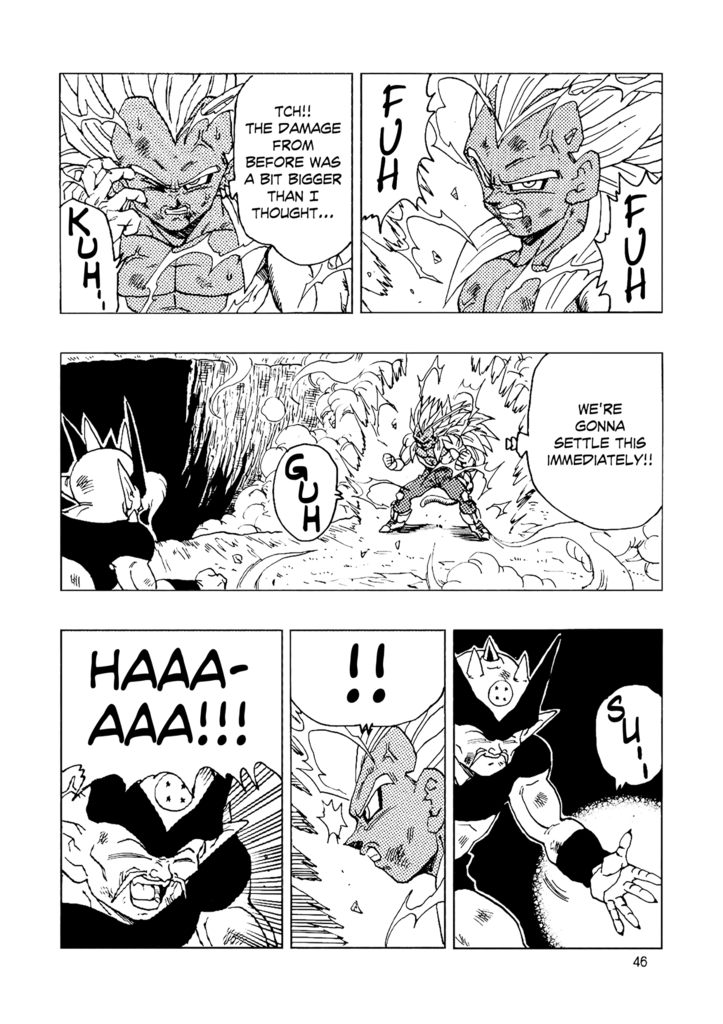 FUH
FUH
TCH!!
THE DAMAGE
FROM
BEFORE WAS
A BIT BIGGER
THAN I
THOUGHT...
KUH..
WE'RE
GONNA
SETTLE THIS
IMMEDIATELY!!
GUH
SU..
!!
HAAA-
AAA!!!
46